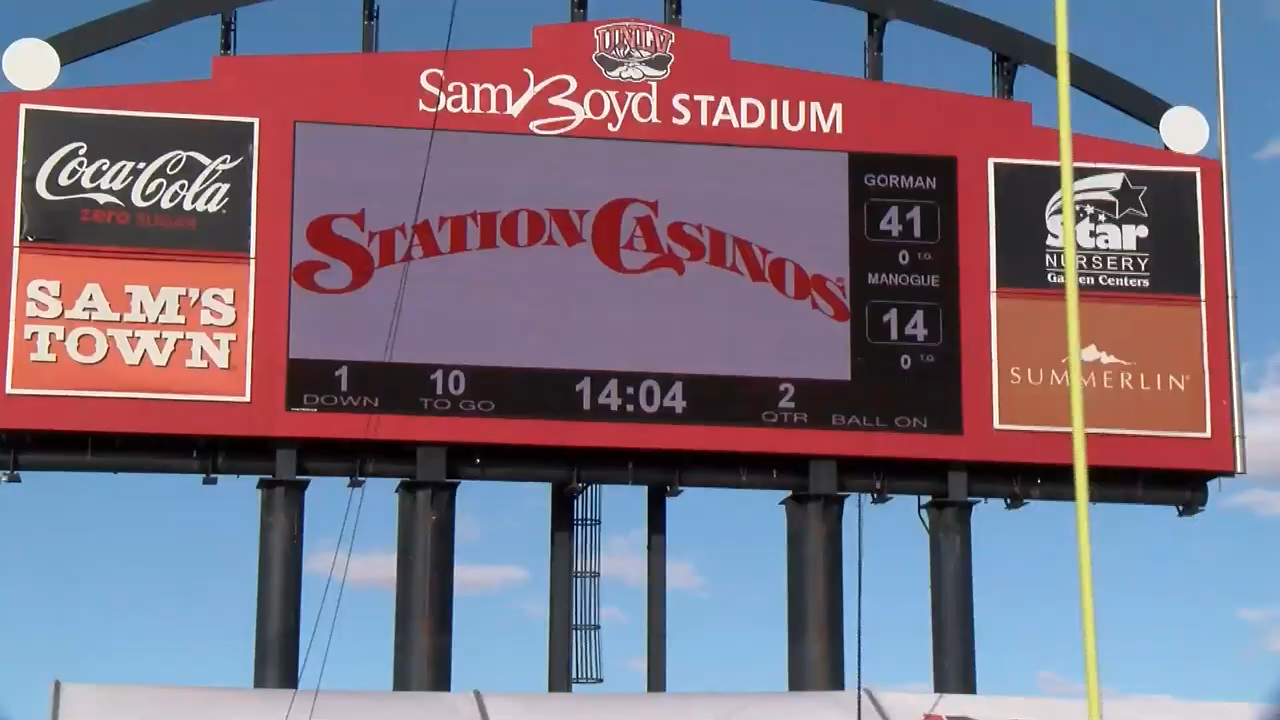 UNLV
Sam Boyd STADIUM
Coca-Cola
zero SUGAR
SAM'S
TOWN
STATION CASINOS
GORMAN
41
0 T.O.
MANOGUE
14
0 T.O.
1 DOWN
10 TO GO
14:04
2 QTR
BALL ON
Star
NURSERY
Garden Centers
SUMMERLIN